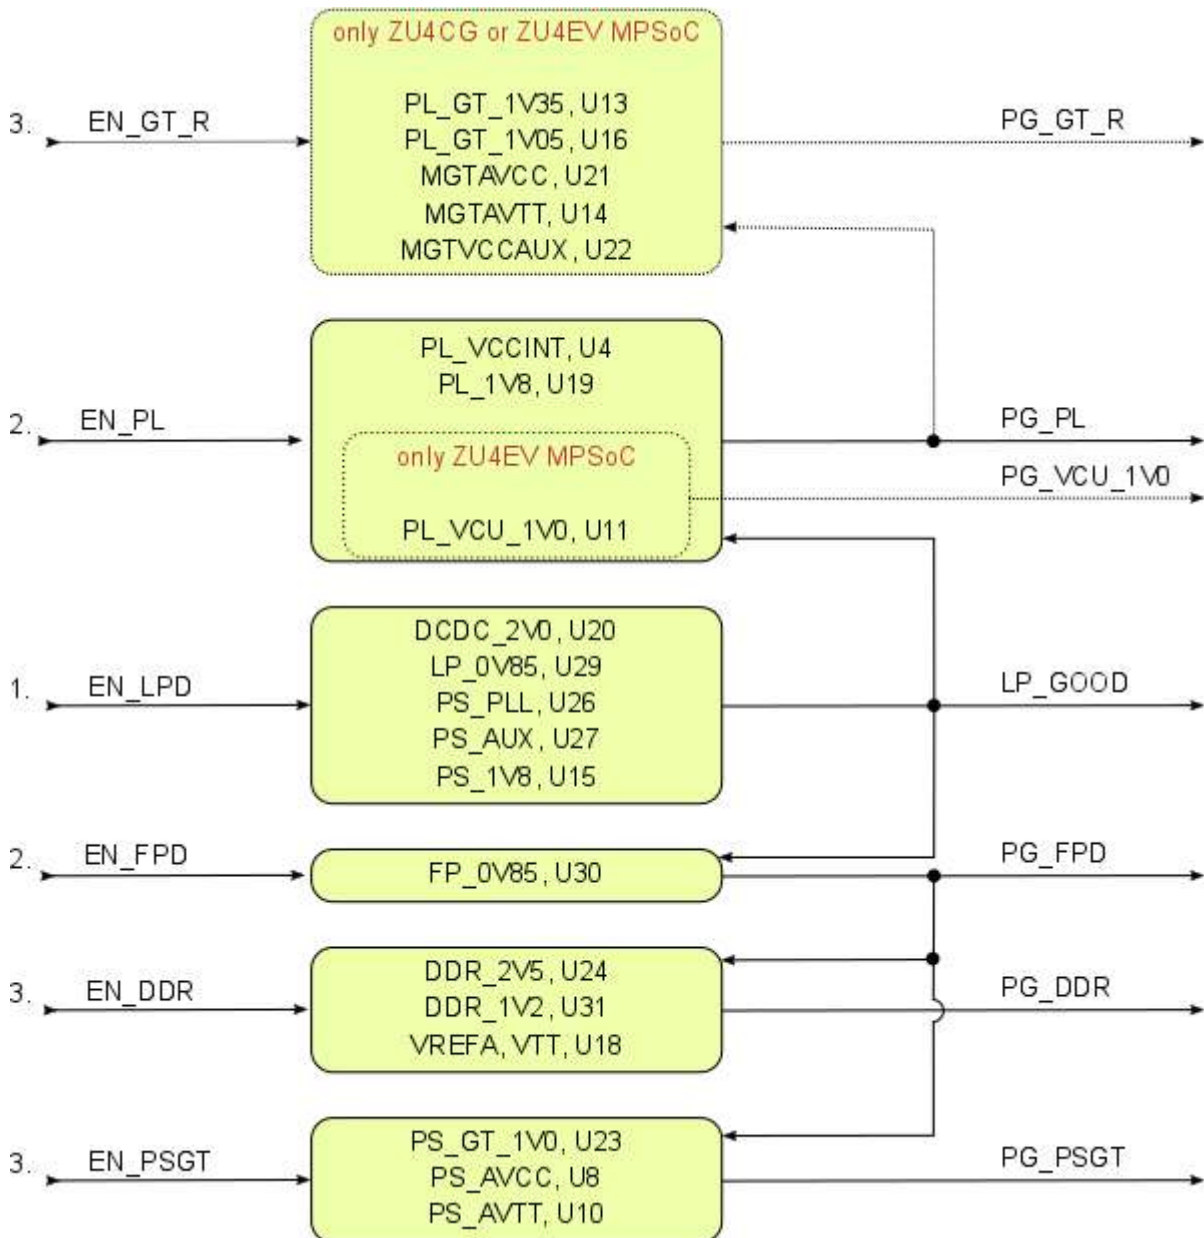 only ZU4CG or ZU4EV MPSoC
3. EN_GT_R
PL_GT_1V35, U13
PL_GT_1V05, U16
MGTAVCC, U21
MGTAVTT, U14
MGTVCCAUX, U22
PG_GT_R
2. EN_PL
PL_VCCINT, U4
PL_1V8, U19
only ZU4EV MPSoC
PL_VCU_1V0, U11
PG_PL
PG_VCU_1V0
1. EN_LPD
DCDC_2V0, U20
LP_0V85, U29
PS_PLL, U26
PS_AUX, U27
PS_1V8, U15
LP_GOOD
2. EN_FPD
FP_0V85, U30
PG_FPD
3. EN_DDR
DDR_2V5, U24
DDR_1V2, U31
VREFA, VTT, U18
PG_DDR
3. EN_PSGT
PS_GT_1V0, U23
PS_AVCC, U8
PS_AVTT, U10
PG_PSGT